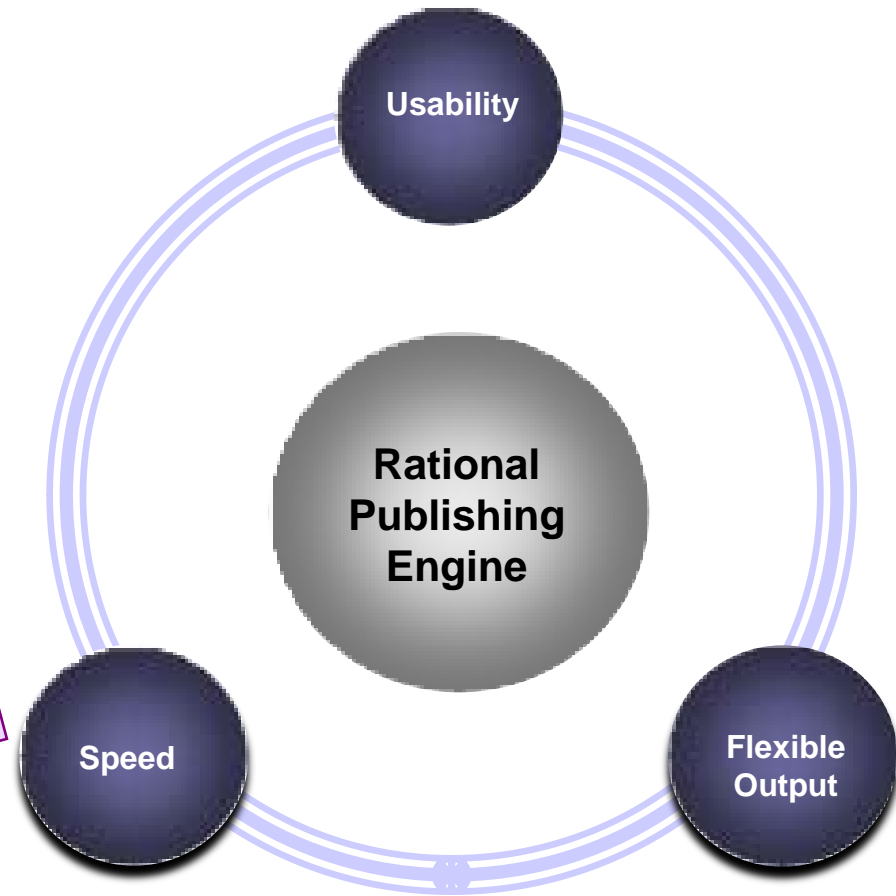 Usability
Rational
Publishing
Engine
Speed
Flexible
Output